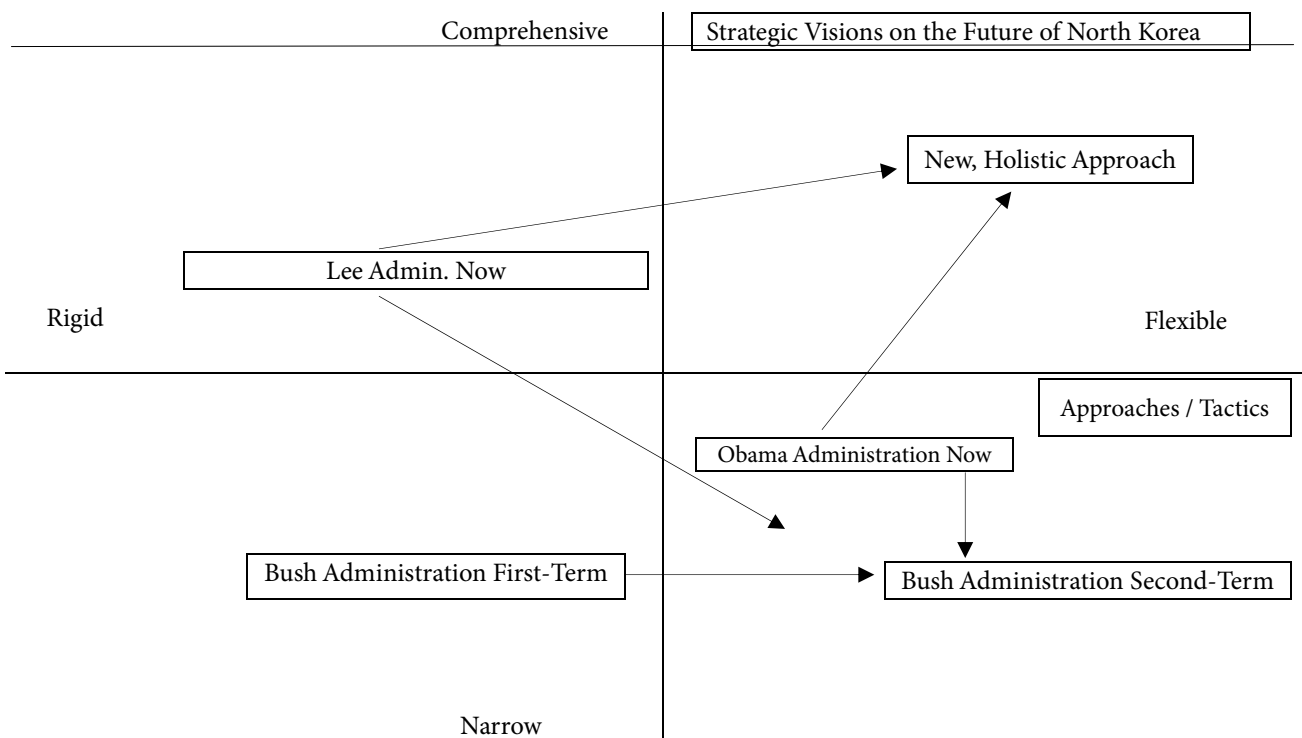 Comprehensive
Strategic Visions on the Future of North Korea
New, Holistic Approach
Lee Admin. Now
Rigid
Flexible
Approaches / Tactics
Obama Administration Now
Bush Administration First-Term
Bush Administration Second-Term
Narrow